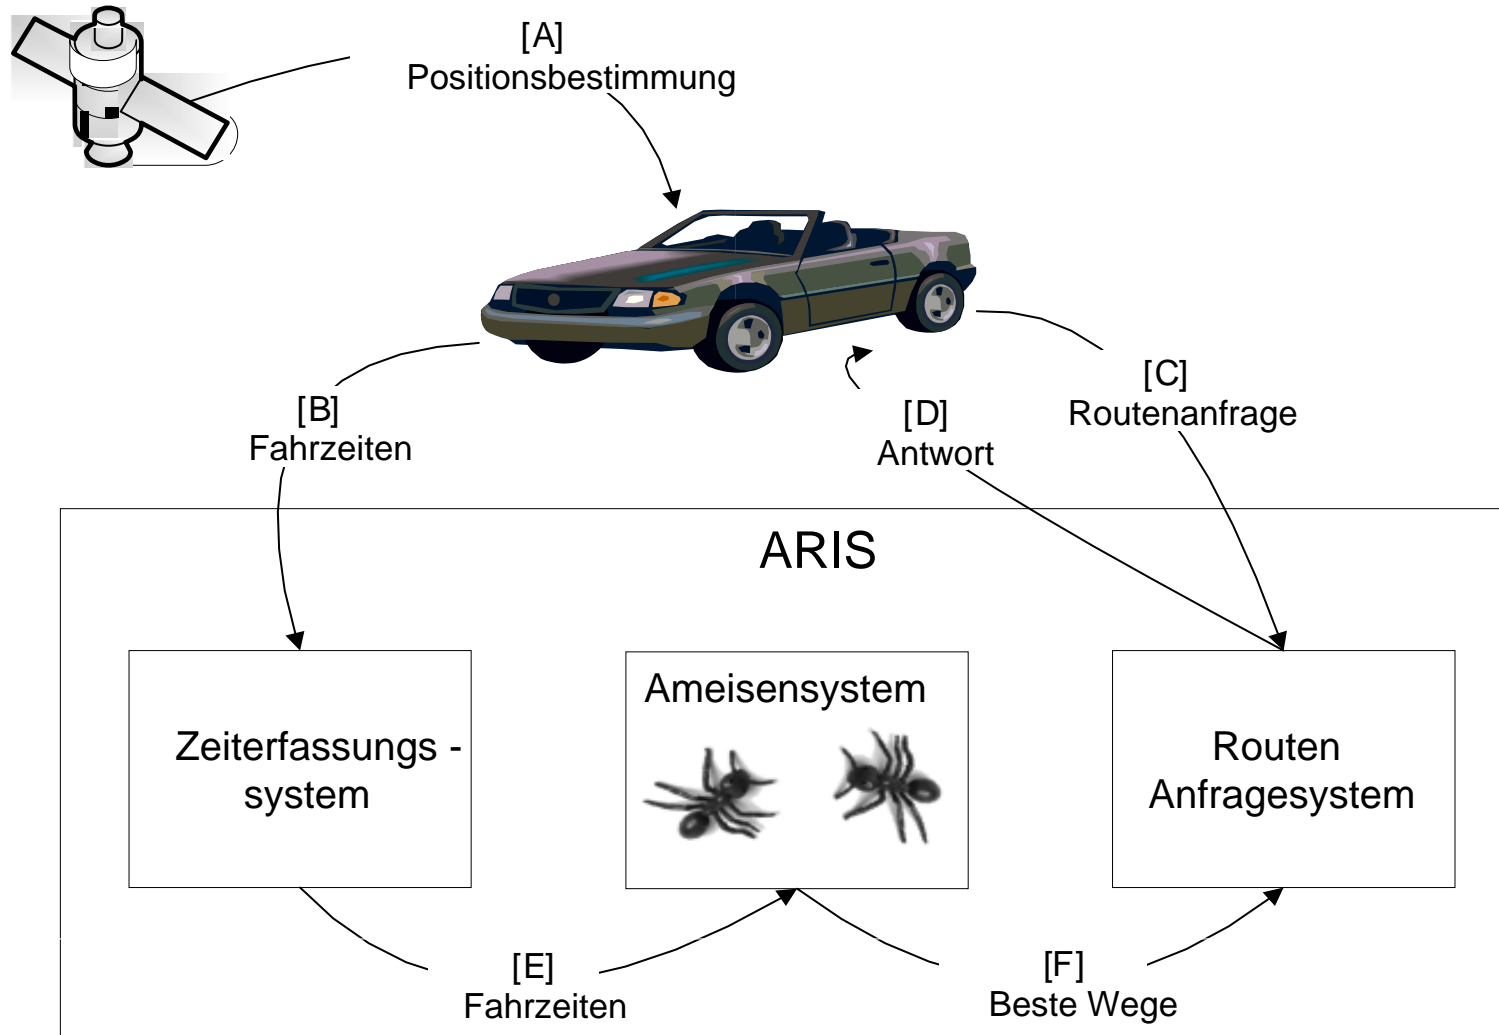 [A]
Positionsbestimmung
[B]
Fahrzeiten
[C]
Routenanfrage
[D]
Antwort
ARIS
Zeiterfassungs -
system
Ameisensystem
Routen
Anfragesystem
[E]
Fahrzeiten
[F]
Beste Wege